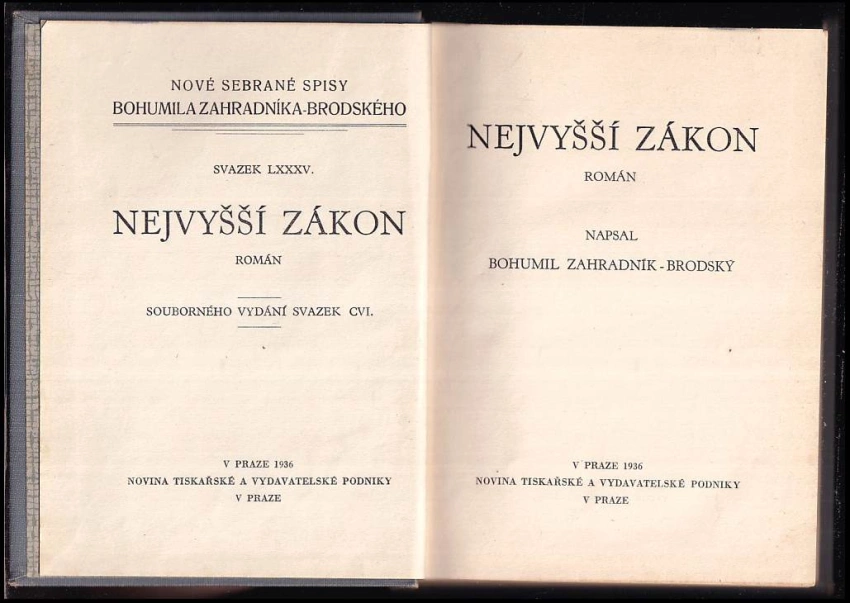 NOVÉ SEBRANÉ SPISY
BOHUMILA ZAHRADNÍKA-BRODSKÉHO
SVAZEK LXXXV.
NEJVYŠŠÍ ZÁKON
ROMÁN
SOUBORNÉHO VYDÁNÍ SVAZEK CVI.
V PRAZE 1936
NOVINA TISKAŘSKÉ A VYDAVATELSKÉ PODNIKY
V PRAZE
NEJVYŠŠÍ ZÁKON
ROMÁN
NAPSAL
BOHUMIL ZAHRADNÍK-BRODSKÝ
V PRAZE 1936
NOVINA TISKAŘSKÉ A VYDAVATELSKÉ PODNIKY
V PRAZE